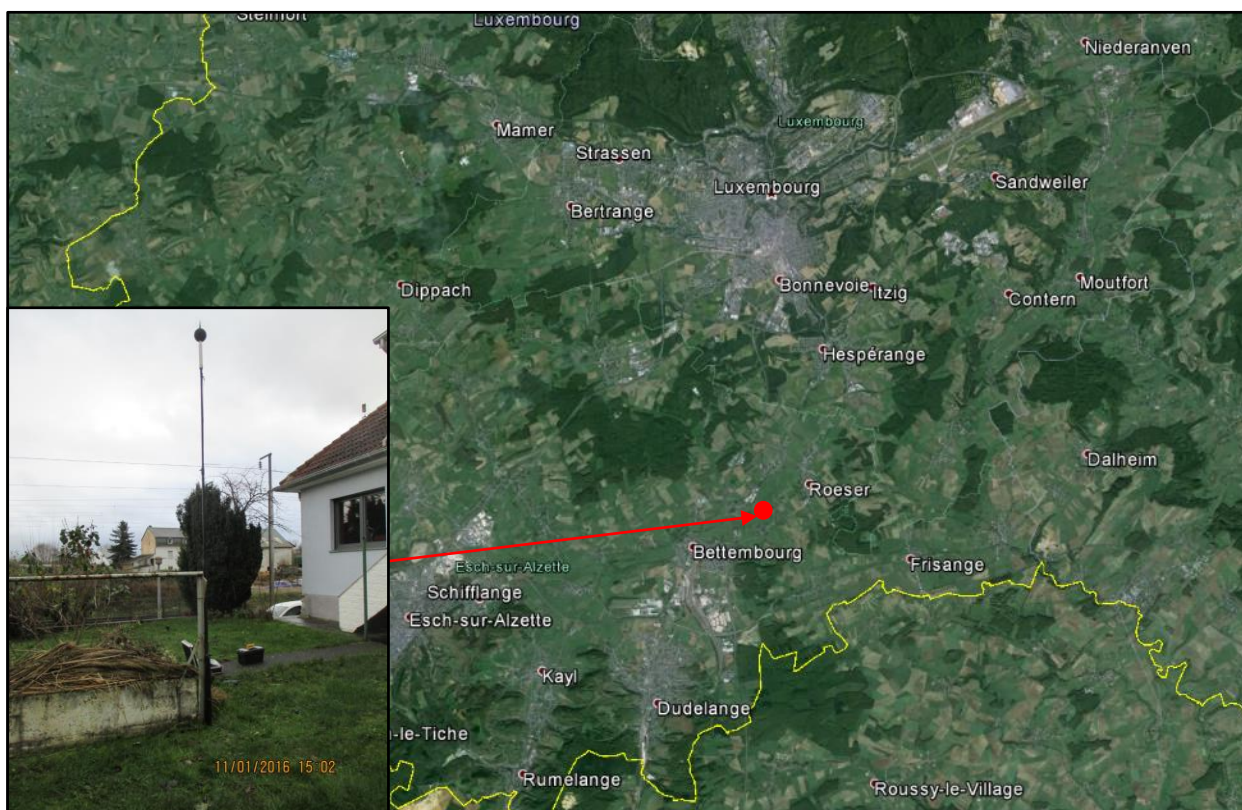 Steinfort
Luxembourg
Niederanven
Mamer
Luxembourg
Strassen
Luxembourg
Sandweiler
Bertrange
Dippach
Bonnevoie
Itzig
Contern
Moutfort
Hespérange
Dalheim
Roeser
Bettembourg
Esch-sur-Alzette
Frisange
Schifflange
Esch-sur-Alzette
Kayl
Dudelange
-le-Tiche
Rumelange
Roussy-le-Village
11/01/2016 15 02